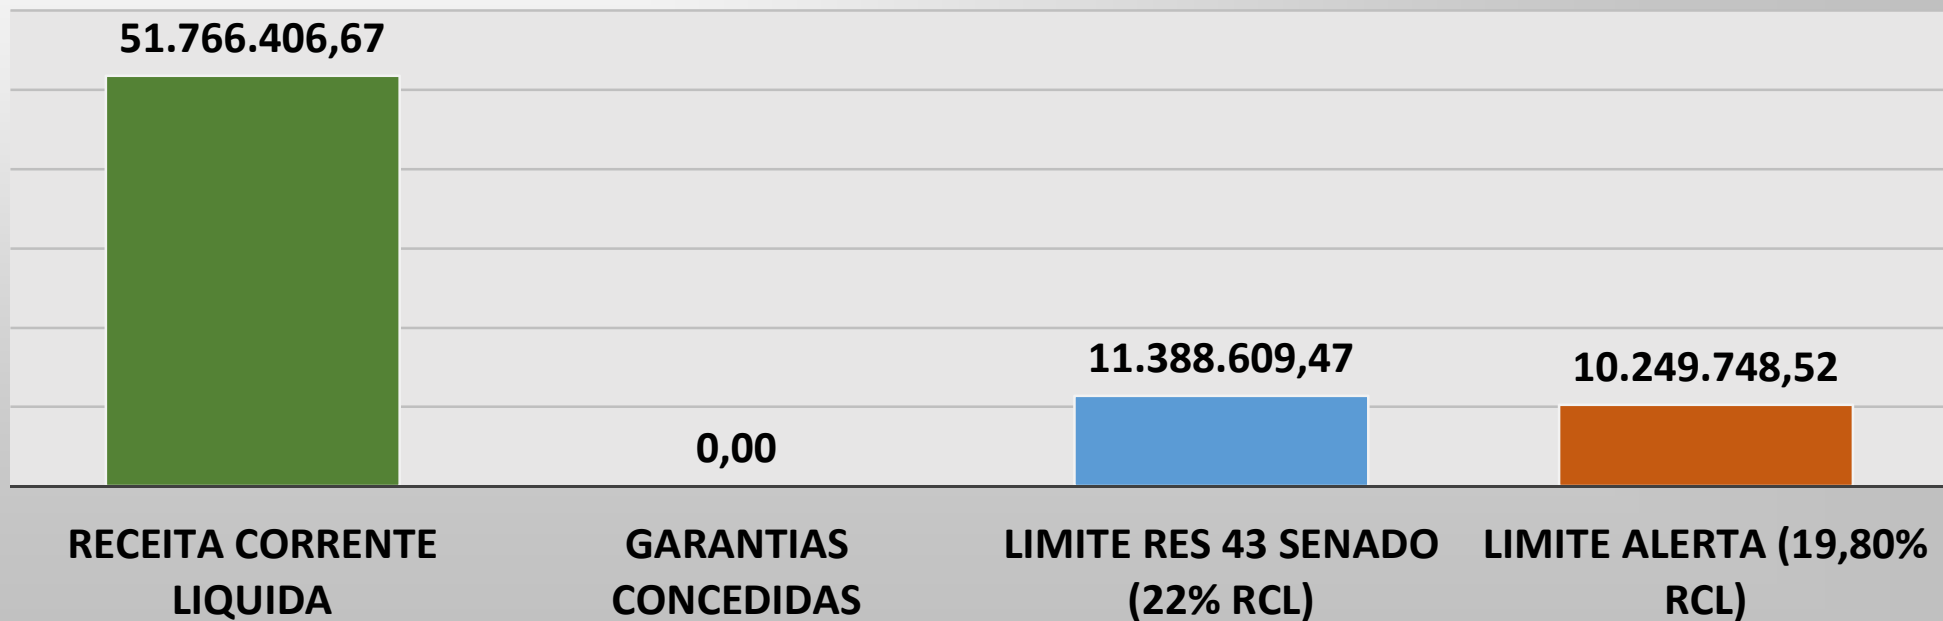 51.766.406,67
0,00
11.388.609,47
10.249.748,52
RECEITA CORRENTE
LIQUIDA
GARANTIAS
CONCEDIDAS
LIMITE RES 43 SENADO
(22% RCL)
LIMITE ALERTA (19,80%
RCL)